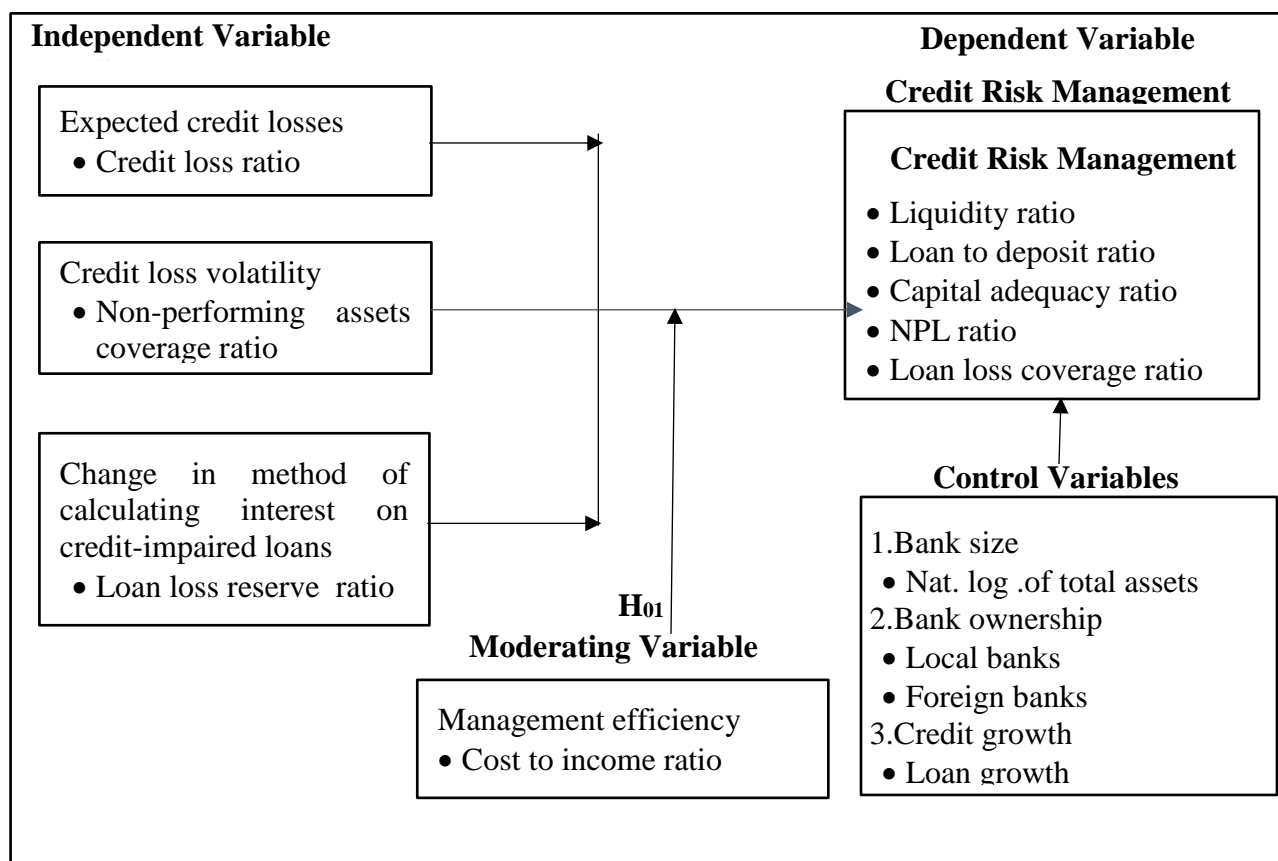 Independent Variable
Expected credit losses
• Credit loss ratio
Credit loss volatility
• Non-performing assets
coverage ratio
Change in method of
calculating interest on
credit-impaired loans
• Loan loss reserve ratio
H01
Moderating Variable
Management efficiency
• Cost to income ratio
Dependent Variable
Credit Risk Management
Credit Risk Management
• Liquidity ratio
• Loan to deposit ratio
• Capital adequacy ratio
• NPL ratio
• Loan loss coverage ratio
Control Variables
1.Bank size
• Nat. log .of total assets
2.Bank ownership
• Local banks
• Foreign banks
3.Credit growth
• Loan growth